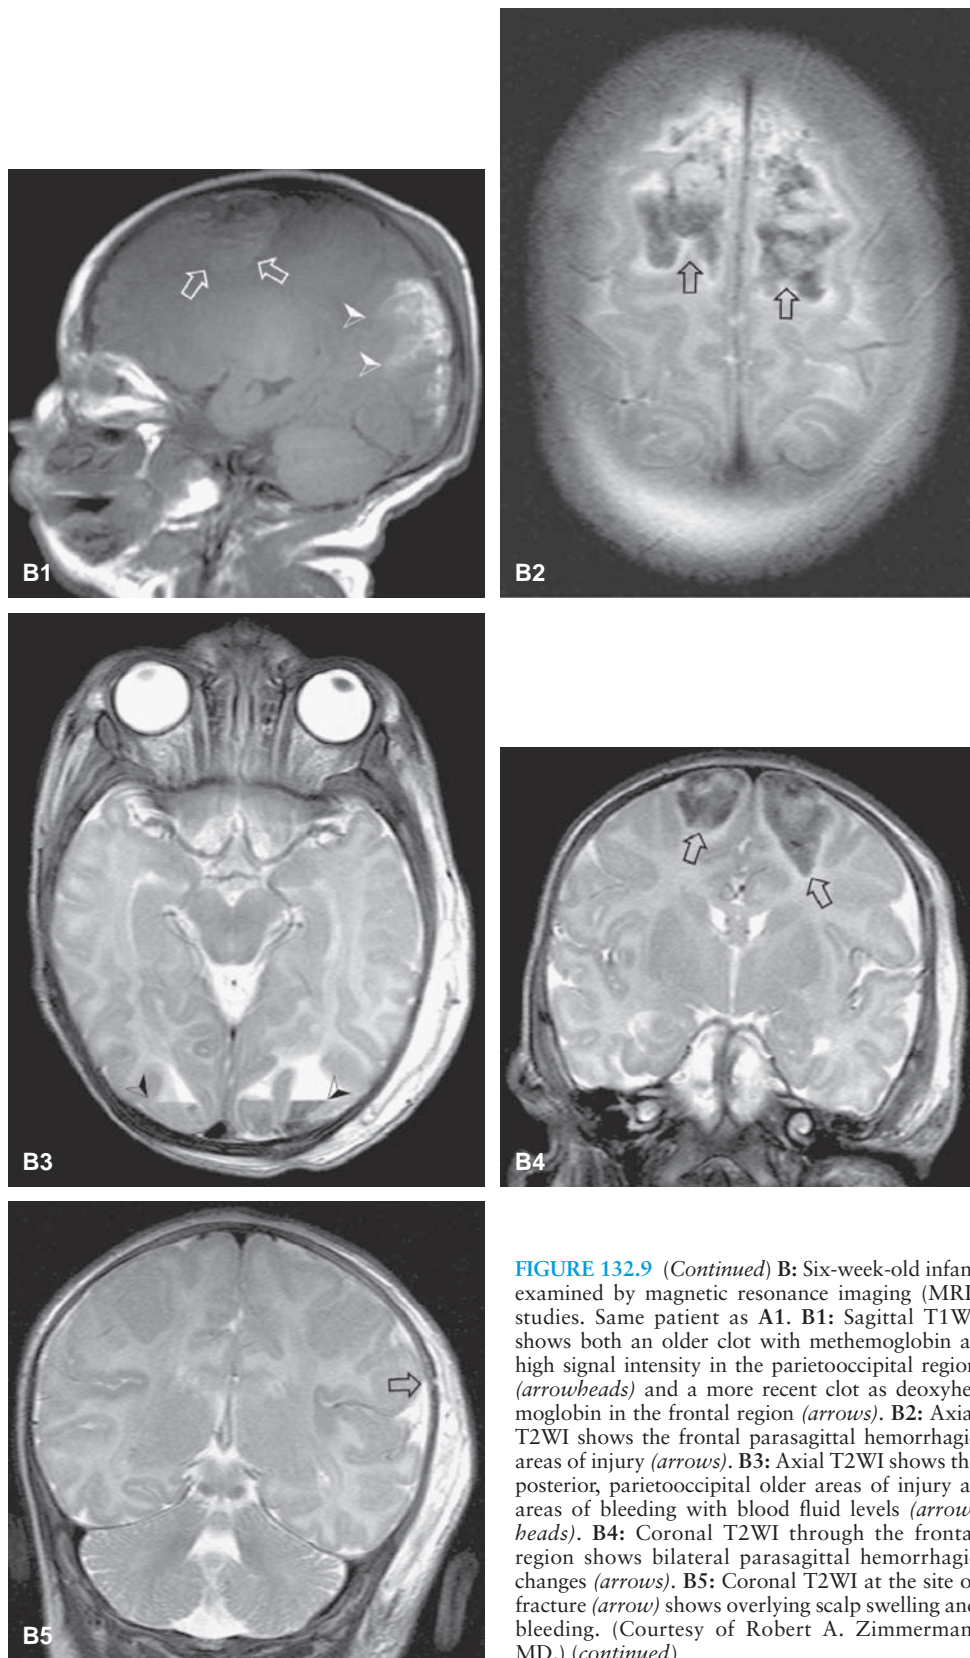 B1
B2
B3
B4
B5
FIGURE 132.9 (Continued) B: Six-week-old infan
examined by magnetic resonance imaging (MRI
studies. Same patient as A1. B1: Sagittal T1W
shows both an older clot with methemoglobin a
high signal intensity in the parietooccipital region
(arrowheads) and a more recent clot as deoxyhe
moglobin in the frontal region (arrows). B2: Axia
T2WI shows the frontal parasagittal hemorrhagi
areas of injury (arrows). B3: Axial T2WI shows th
posterior, parietooccipital older areas of injury a
areas of bleeding with blood fluid levels (arrow
heads). B4: Coronal T2WI through the fronta
region shows bilateral parasagittal hemorrhagi
changes (arrows). B5: Coronal T2WI at the site o
fracture (arrow) shows overlying scalp swelling and
bleeding. (Courtesy of Robert A. Zimmerman
MD.) (continued)